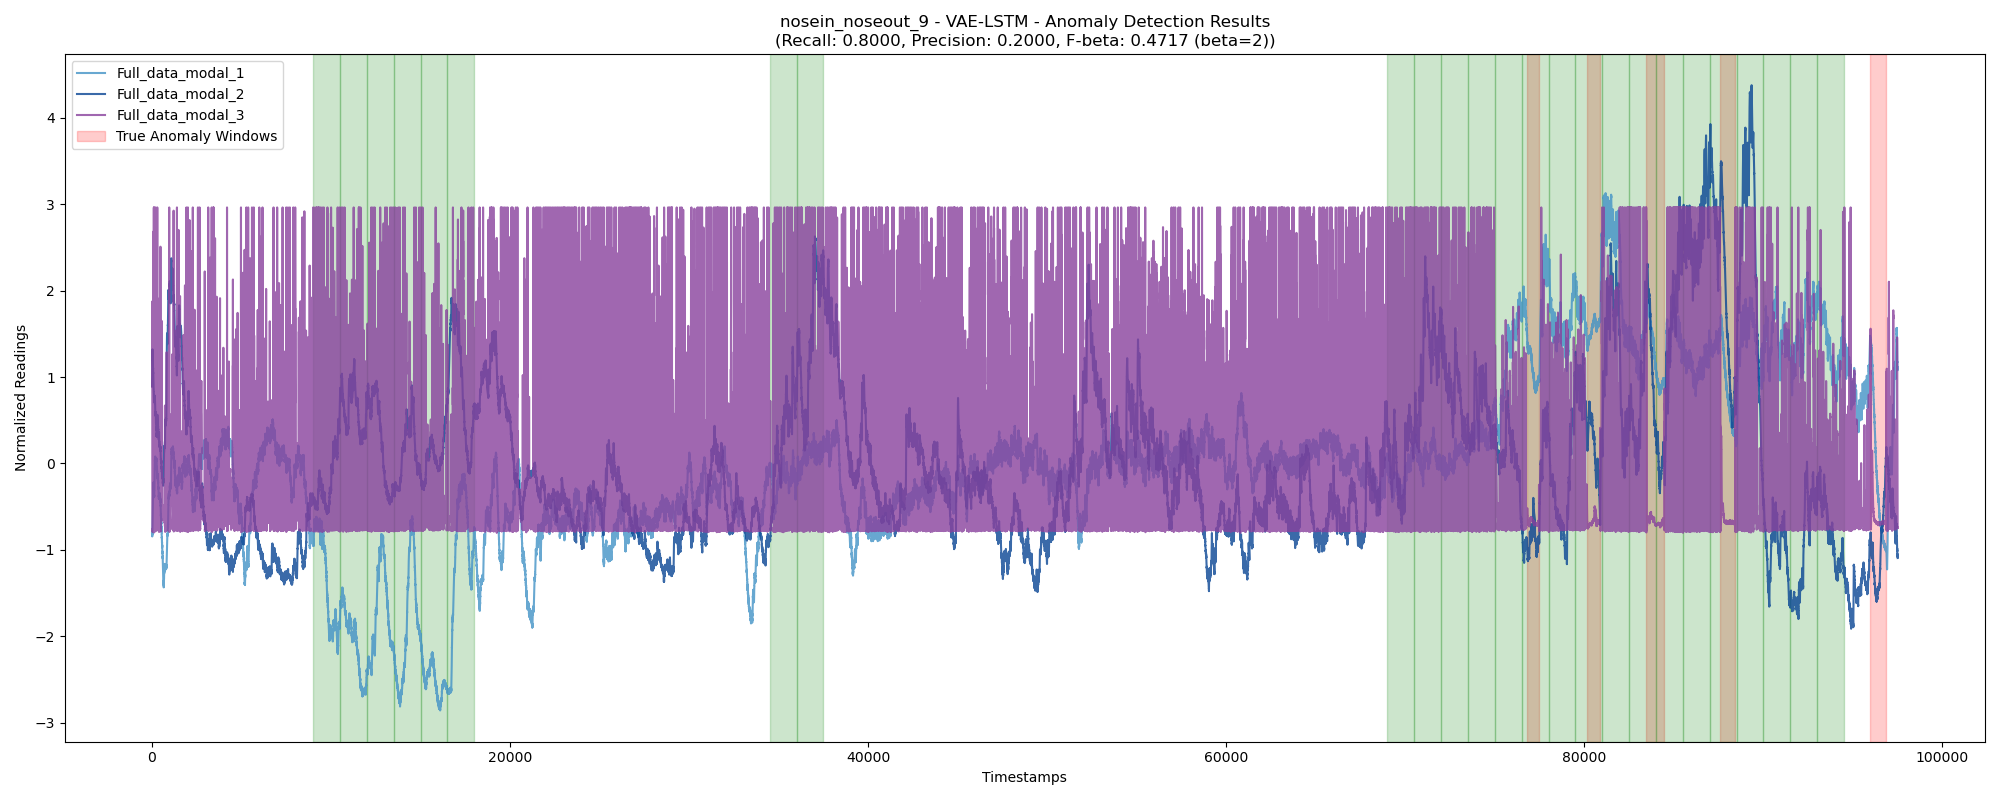 nosein_noseout_9 - VAE-LSTM - Anomaly Detection Results
(Recall: 0.8000, Precision: 0.2000, F-beta: 0.4717 (beta=2))
Full_data_modal_1
Full_data_modal_2
Full_data_modal_3
True Anomaly Windows
Normalized Readings
4
3
2
1
0
−1
−2
−3
0
20000
40000
60000
80000
100000
Timestamps